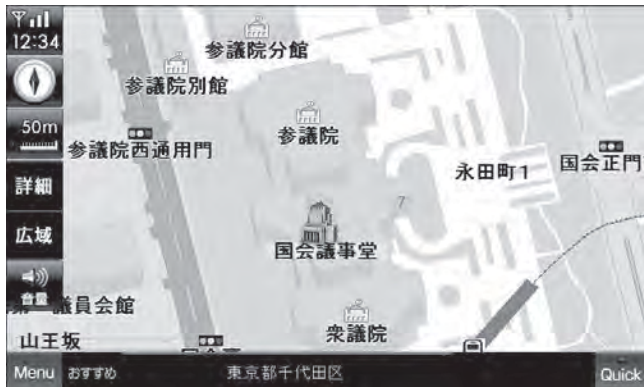 12:34
参議院分館
参議院別館
50m
参議院西通用門
参議院
詳細
永田町1
国会正門
7
広域
国会議事堂
音量
議員会館
衆議院
山王坂
Menu
おすすめ
東京都千代田区
Quick